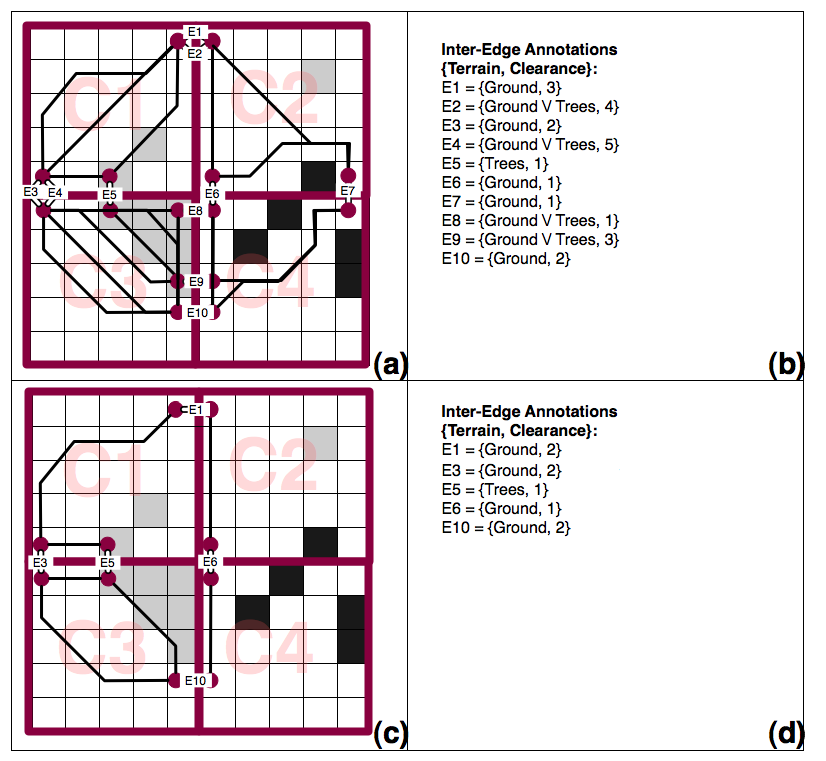 E1
E2
C1
C2
E3
E4
E5
E6
E7
E8
C3
E9
C4
E10
(a)
Inter-Edge Annotations
{Terrain, Clearance}:
E1 = {Ground, 3}
E2 = {Ground V Trees, 4}
E3 = {Ground, 2}
E4 = {Ground V Trees, 5}
E5 = {Trees, 1}
E6 = {Ground, 1}
E7 = {Ground, 1}
E8 = {Ground V Trees, 1}
E9 = {Ground V Trees, 3}
E10 = {Ground, 2}
(b)
E1
C1
C2
E3
E5
E6
C3
C4
E10
(c)
Inter-Edge Annotations
{Terrain, Clearance}:
E1 = {Ground, 2}
E3 = {Ground, 2}
E5 = {Trees, 1}
E6 = {Ground, 1}
E10 = {Ground, 2}
(d)